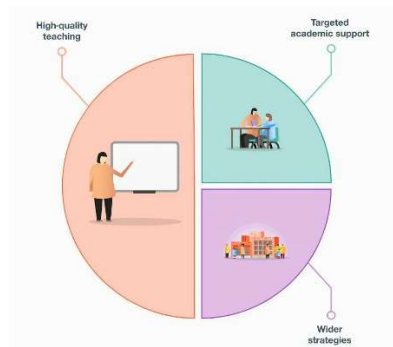 High-quality
teaching
Targeted
academic support
Wider
strategies